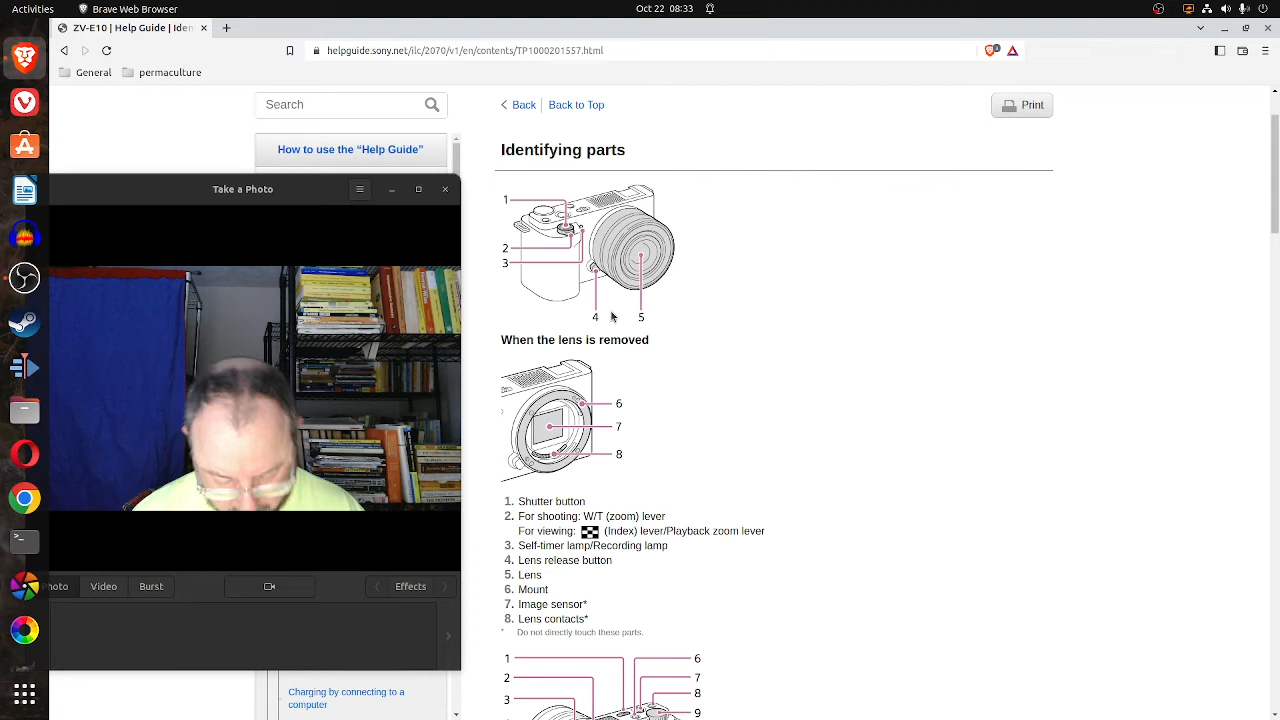 Activities
Brave Web Browser
Oct 22 08:33
ZV-E10 | Help Guide | Iden
helpguide.sony.net/ilc/2070/v1/en/contents/TP1000201557.html
General
permaculture
Search
Back
Back to Top
Print
How to use the “Help Guide”
Identifying parts
Take a Photo
1
2
3
4
5
When the lens is removed
6
7
8
1. Shutter button
2. For shooting: W/T (zoom) lever
For viewing: (Index) lever/Playback zoom lever
3. Self-timer lamp/Recording lamp
4. Lens release button
5. Lens
6. Mount
7. Image sensor*
8. Lens contacts*
* Do not directly touch these parts.
Photo
Video
Burst
Effects
1
2
3
6
7
8
9
Charging by connecting to a
computer